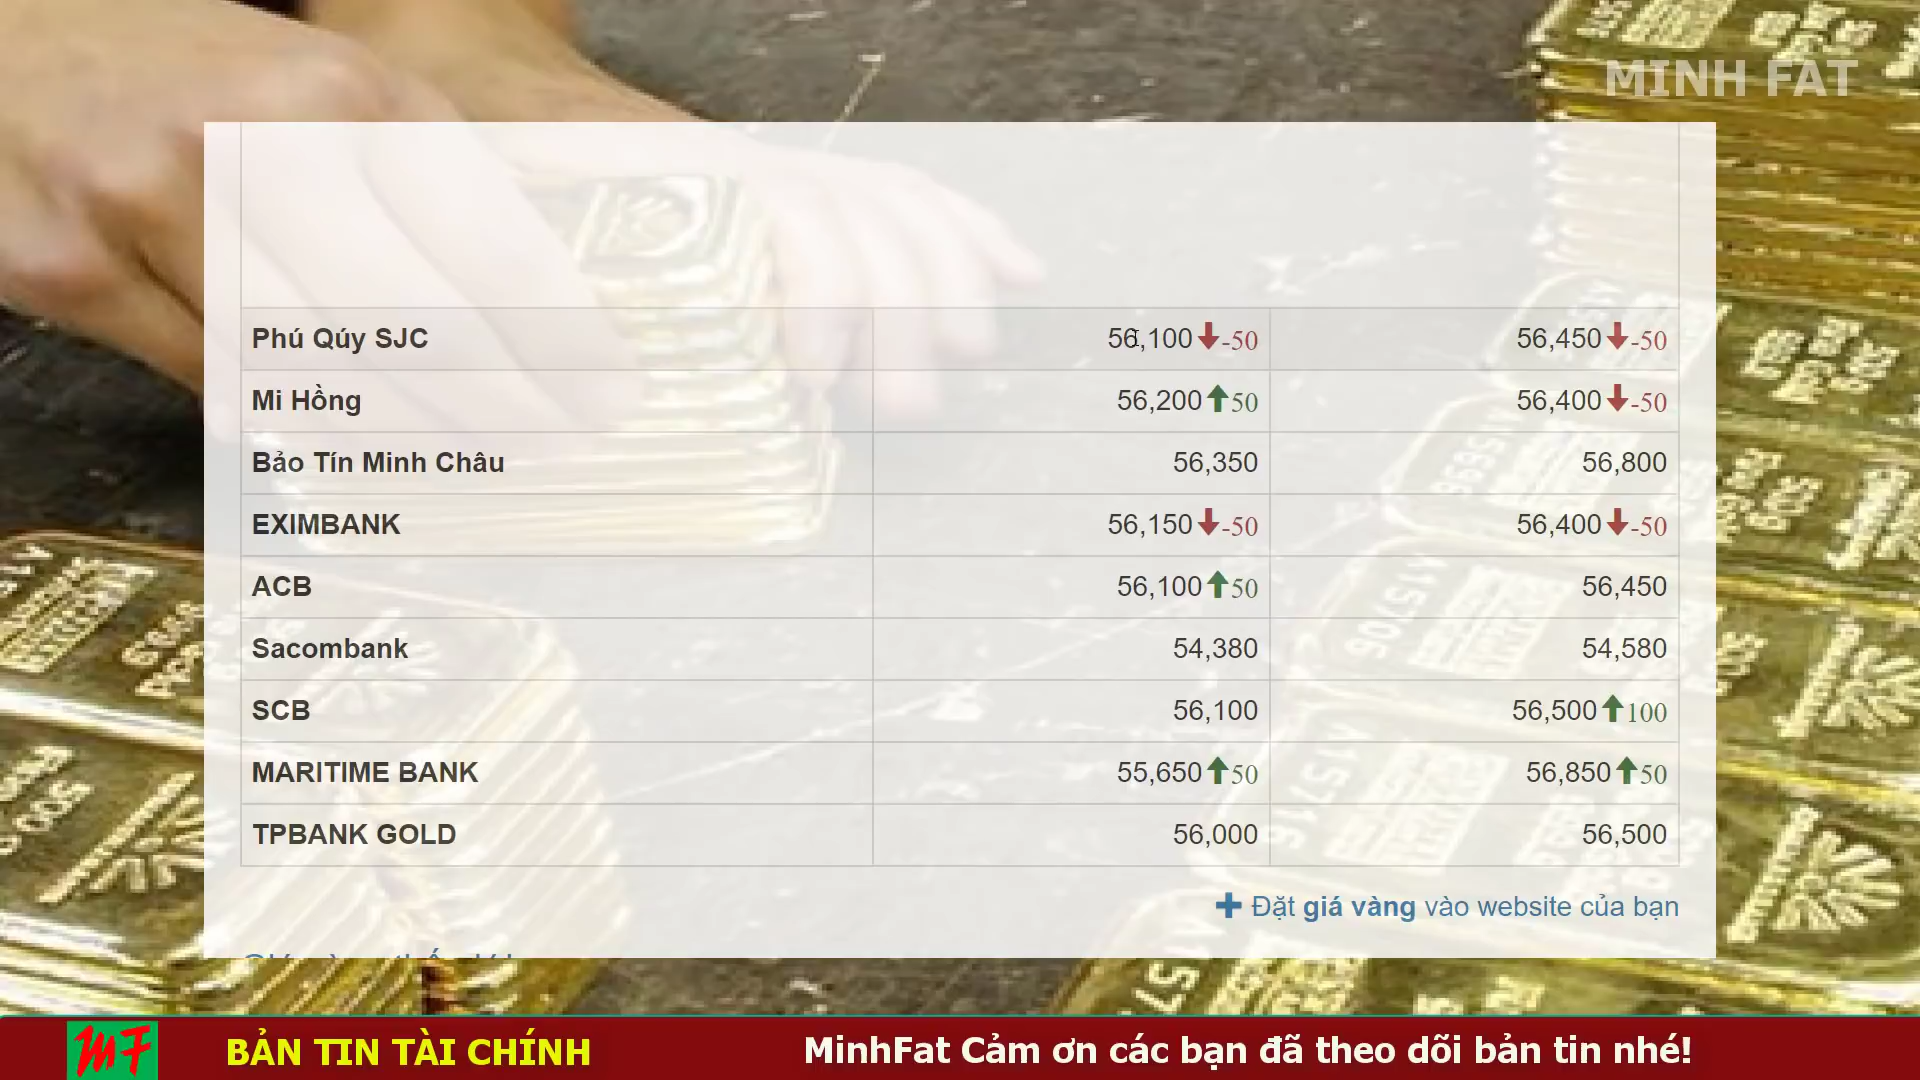 MINH FAT
Phú Qúy SJC 56,100 -50 56,450 -50
Mi Hồng 56,200 50 56,400 -50
Bảo Tín Minh Châu 56,350 56,800
EXIMBANK 56,150 -50 56,400 -50
ACB 56,100 50 56,450
Sacombank 54,380 54,580
SCB 56,100 56,500 100
MARITIME BANK 55,650 50 56,850 50
TPBANK GOLD 56,000 56,500
Đặt giá vàng vào website của bạn
MF BẢN TIN TÀI CHÍNH MinhFat Cảm ơn các bạn đã theo dõi bản tin nhé!